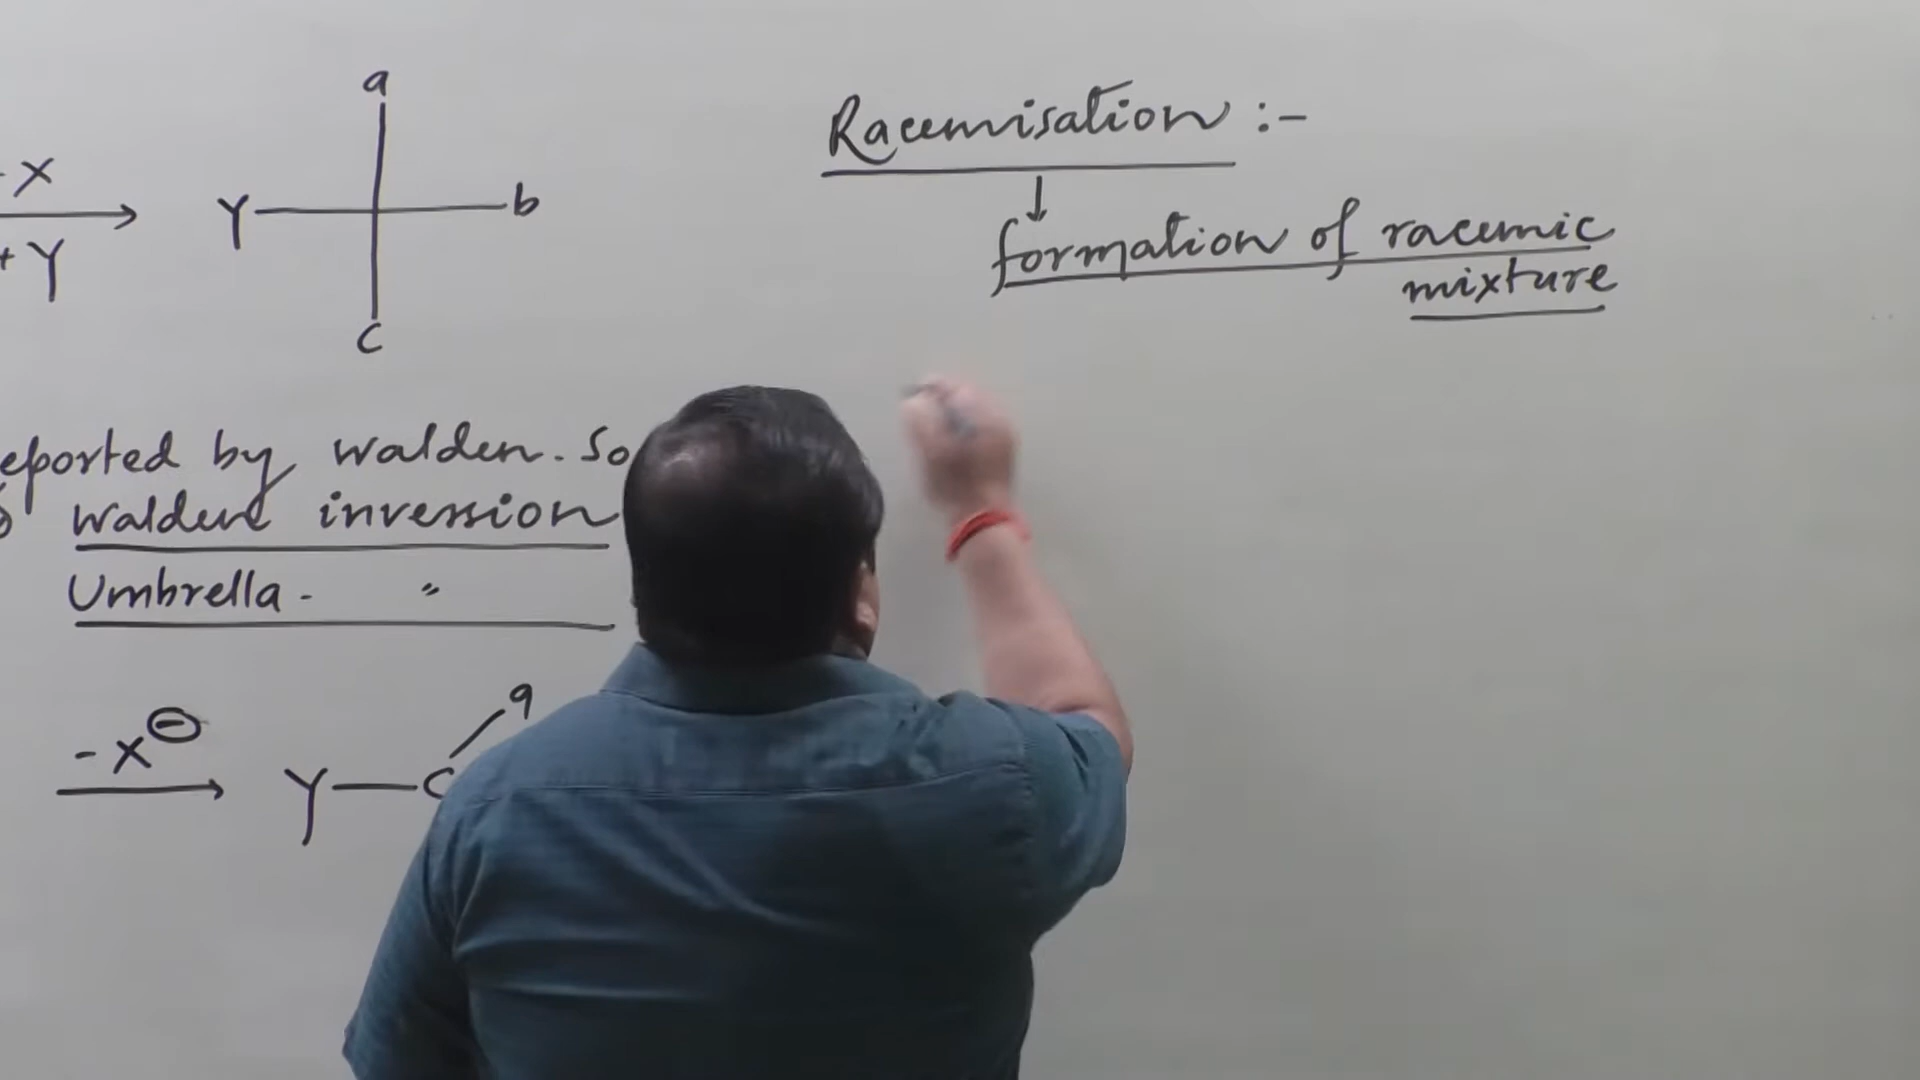 a
- X
+ Y
Y b
C
eported by walden. So
walden inversion
Umbrella - "
- X⊖
Y—C
a
Racemisation :-
↓
formation of racemic
mixture